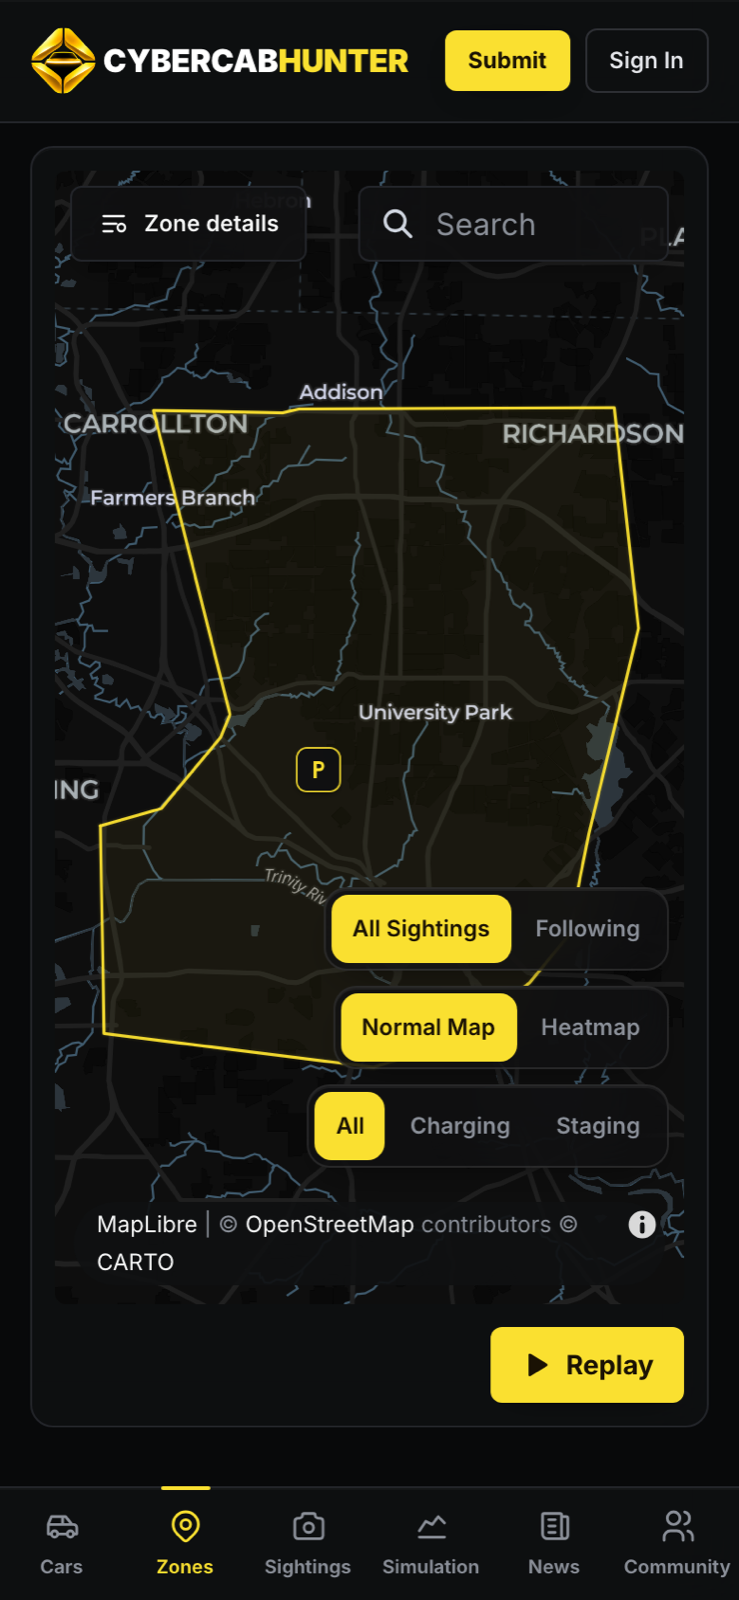 CYBERCABHUNTER
Submit
Sign In
Hebron
Zone details
Search
Addison
CARROLLTON
RICHARDSON
Farmers Branch
University Park
P
ING
Trinity Riv
All Sightings
Following
Normal Map
Heatmap
All
Charging
Staging
MapLibre | © OpenStreetMap contributors ©
CARTO
Replay
Cars
Zones
Sightings
Simulation
News
Community